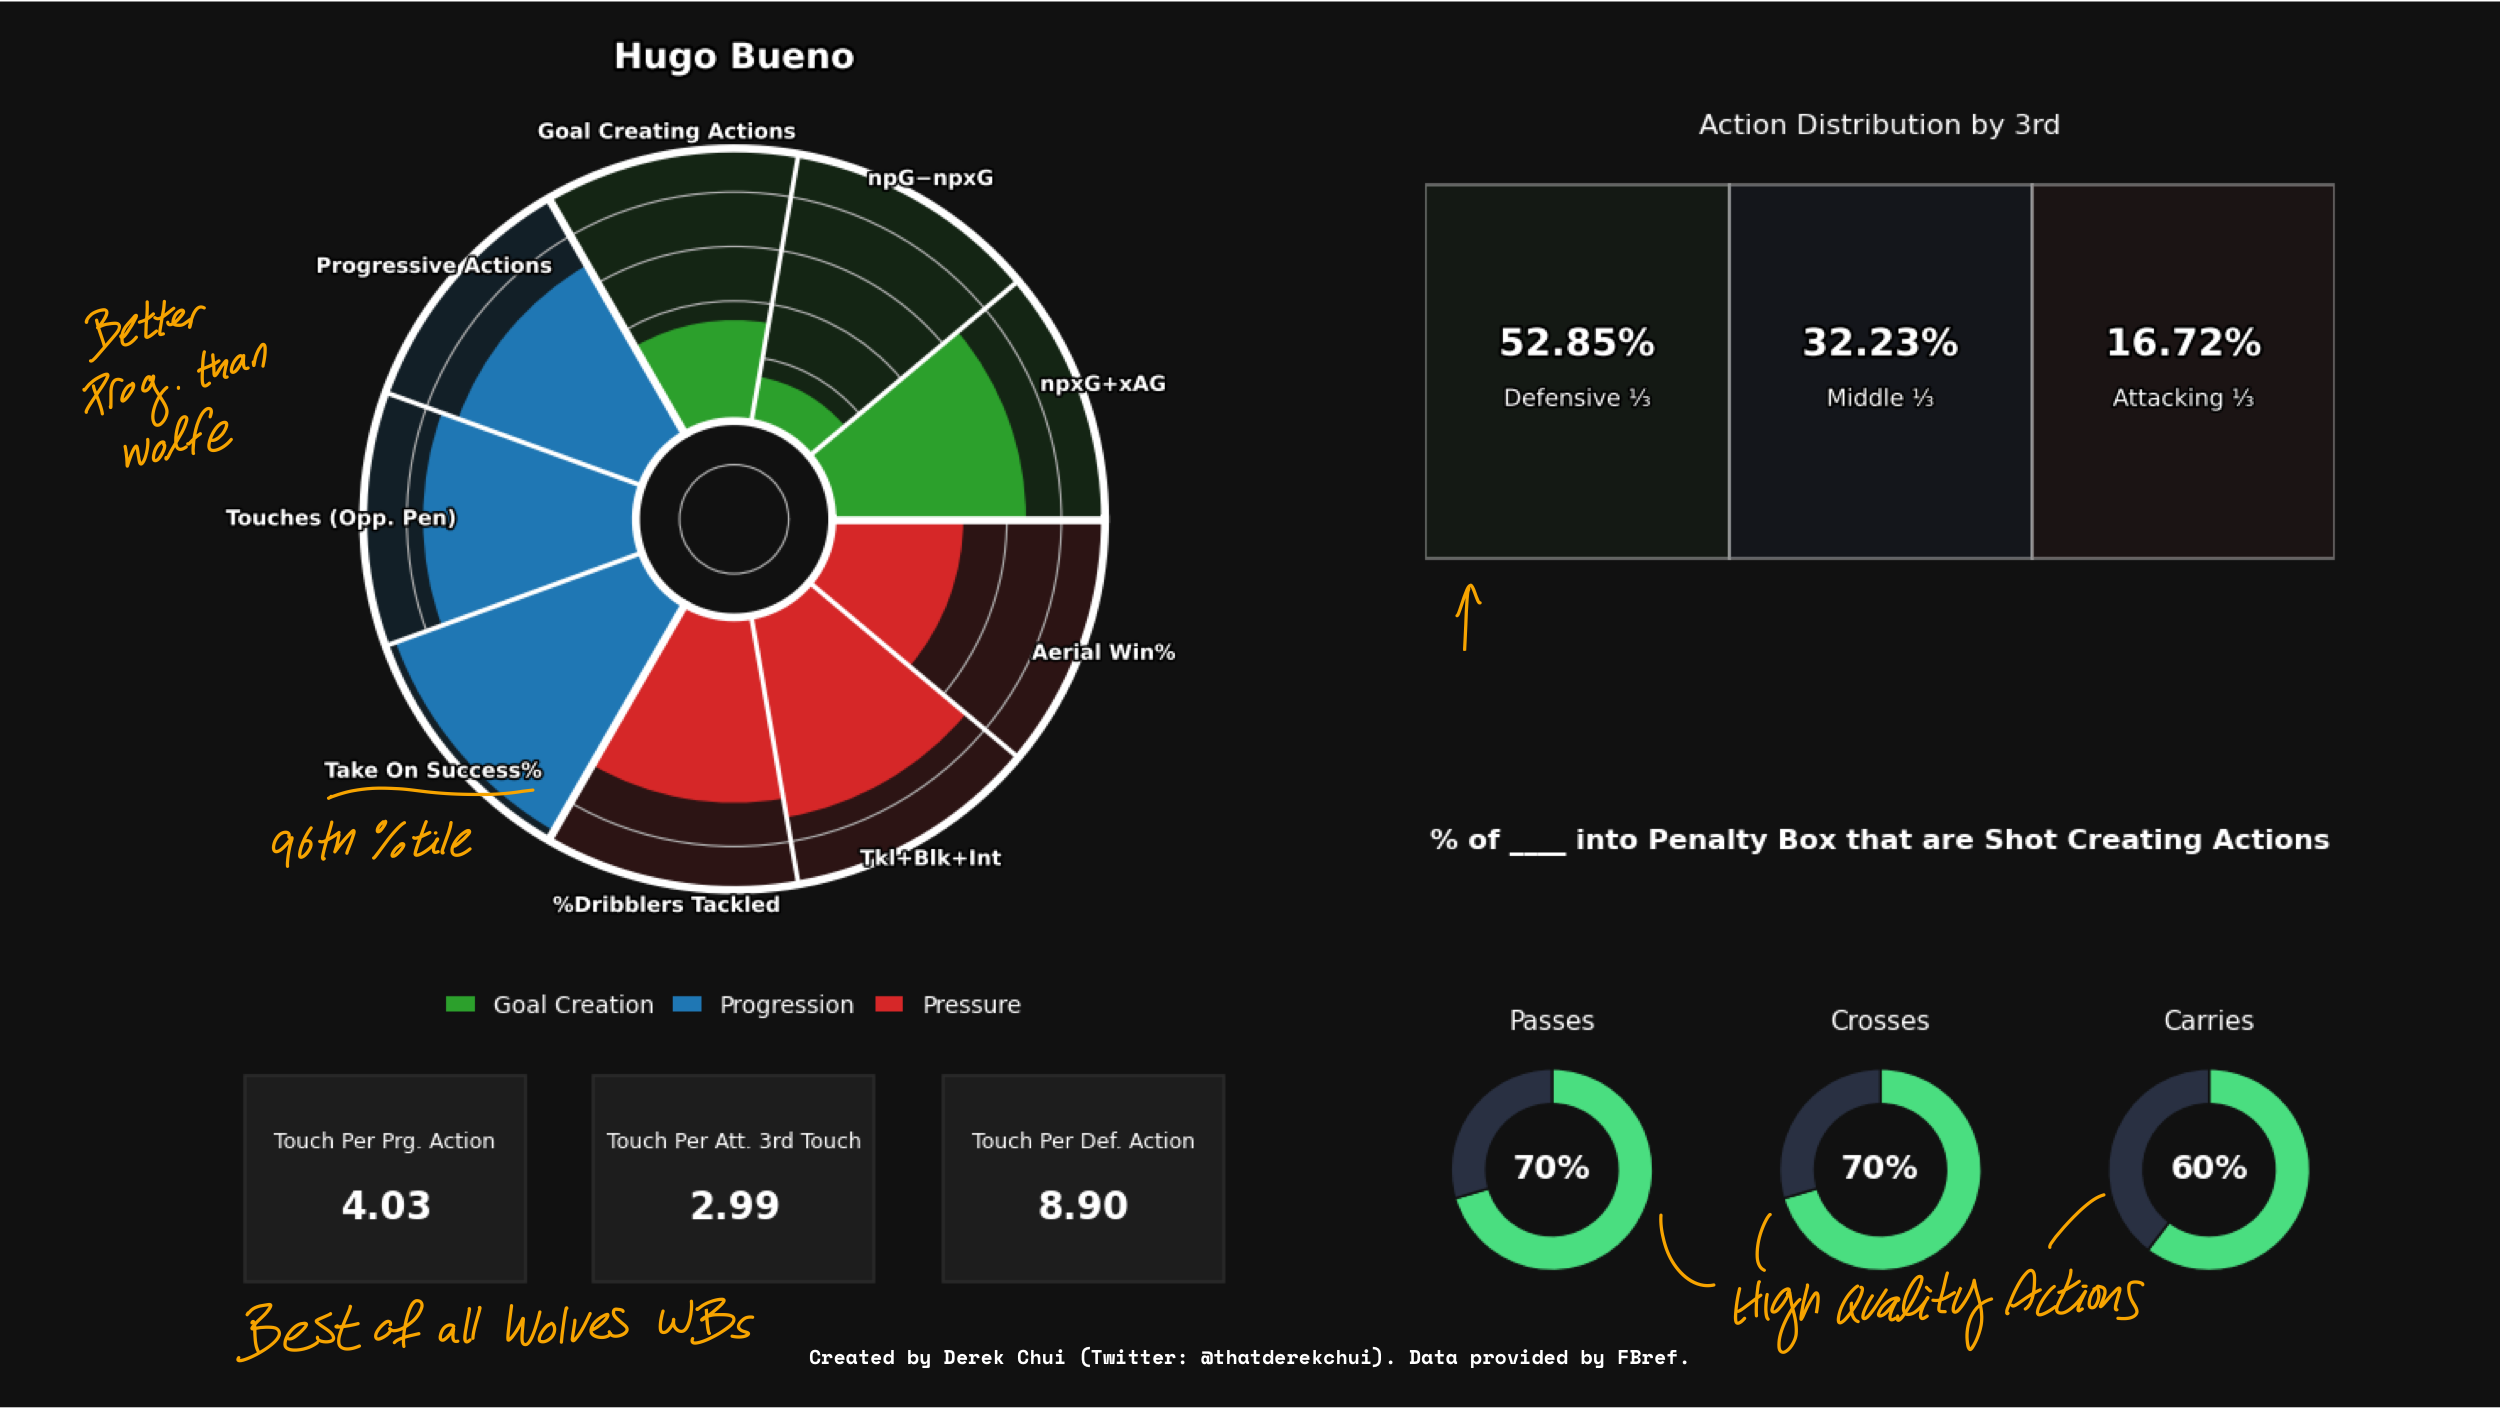 Hugo Bueno
Goal Creating Actions
npG−npxG
Progressive Actions
npxG+xAG
Better
Prog. than
wolfe
Touches (Opp. Pen)
Aerial Win%
Take On Success%
96th %tile
Tkl+Blk+Int
%Dribblers Tackled
Goal Creation Progression Pressure
Touch Per Prg. Action
4.03
Touch Per Att. 3rd Touch
2.99
Touch Per Def. Action
8.90
Best of all Wolves WBs
Action Distribution by 3rd
52.85% 32.23% 16.72%
Defensive ⅓ Middle ⅓ Attacking ⅓
% of ____ into Penalty Box that are Shot Creating Actions
Passes Crosses Carries
70% 70% 60%
High Quality Actions
Created by Derek Chui (Twitter: @thatderekchui). Data provided by FBref.